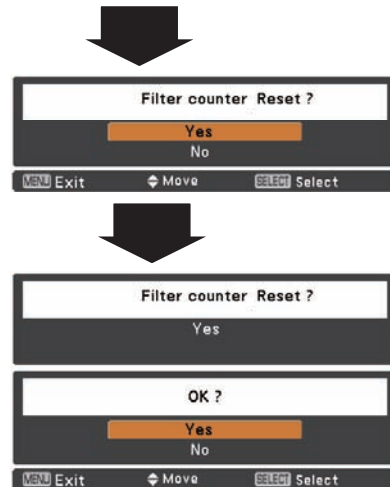 Filter counter Reset ?
Yes
No
MENU Exit Move SELECT Select
Filter counter Reset ?
Yes
OK ?
Yes
No
MENU Exit Move SELECT Select